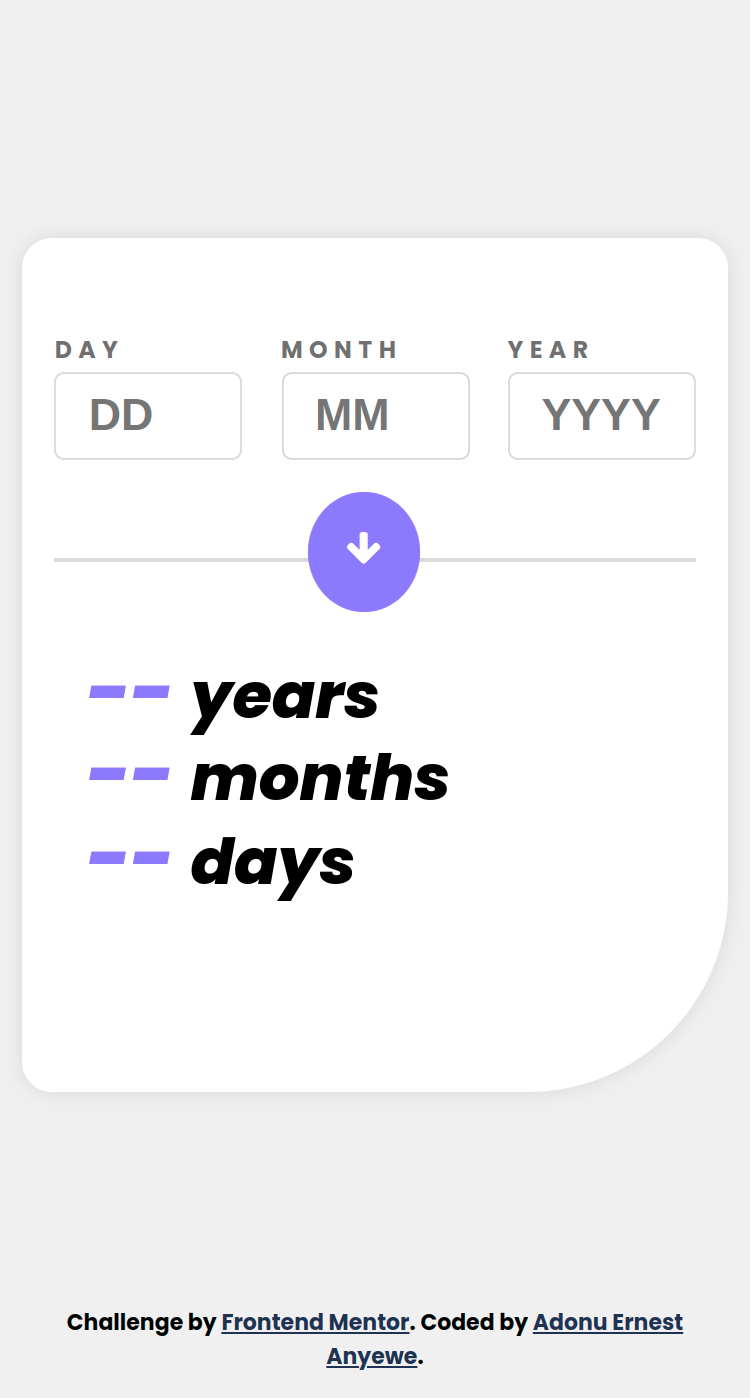 DAY MONTH YEAR
DD MM YYYY
-- years
-- months
-- days
Challenge by Frontend Mentor. Coded by Adonu Ernest
Anyewe.